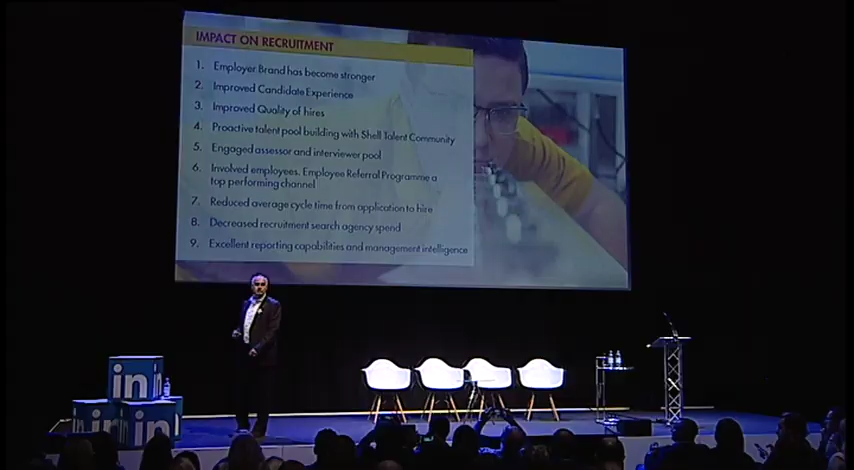 IMPACT ON RECRUITMENT
1. Employer Brand has become stronger
2. Improved Candidate Experience
3. Improved Quality of hires
4. Proactive talent pool building with Shell Talent Community
5. Engaged assessor and interviewer pool
6. Involved employees. Employee Referral Programme a
top performing channel
7. Reduced average cycle time from application to hire
8. Decreased recruitment search agency spend
9. Excellent reporting capabilities and management intelligence
in
in
in